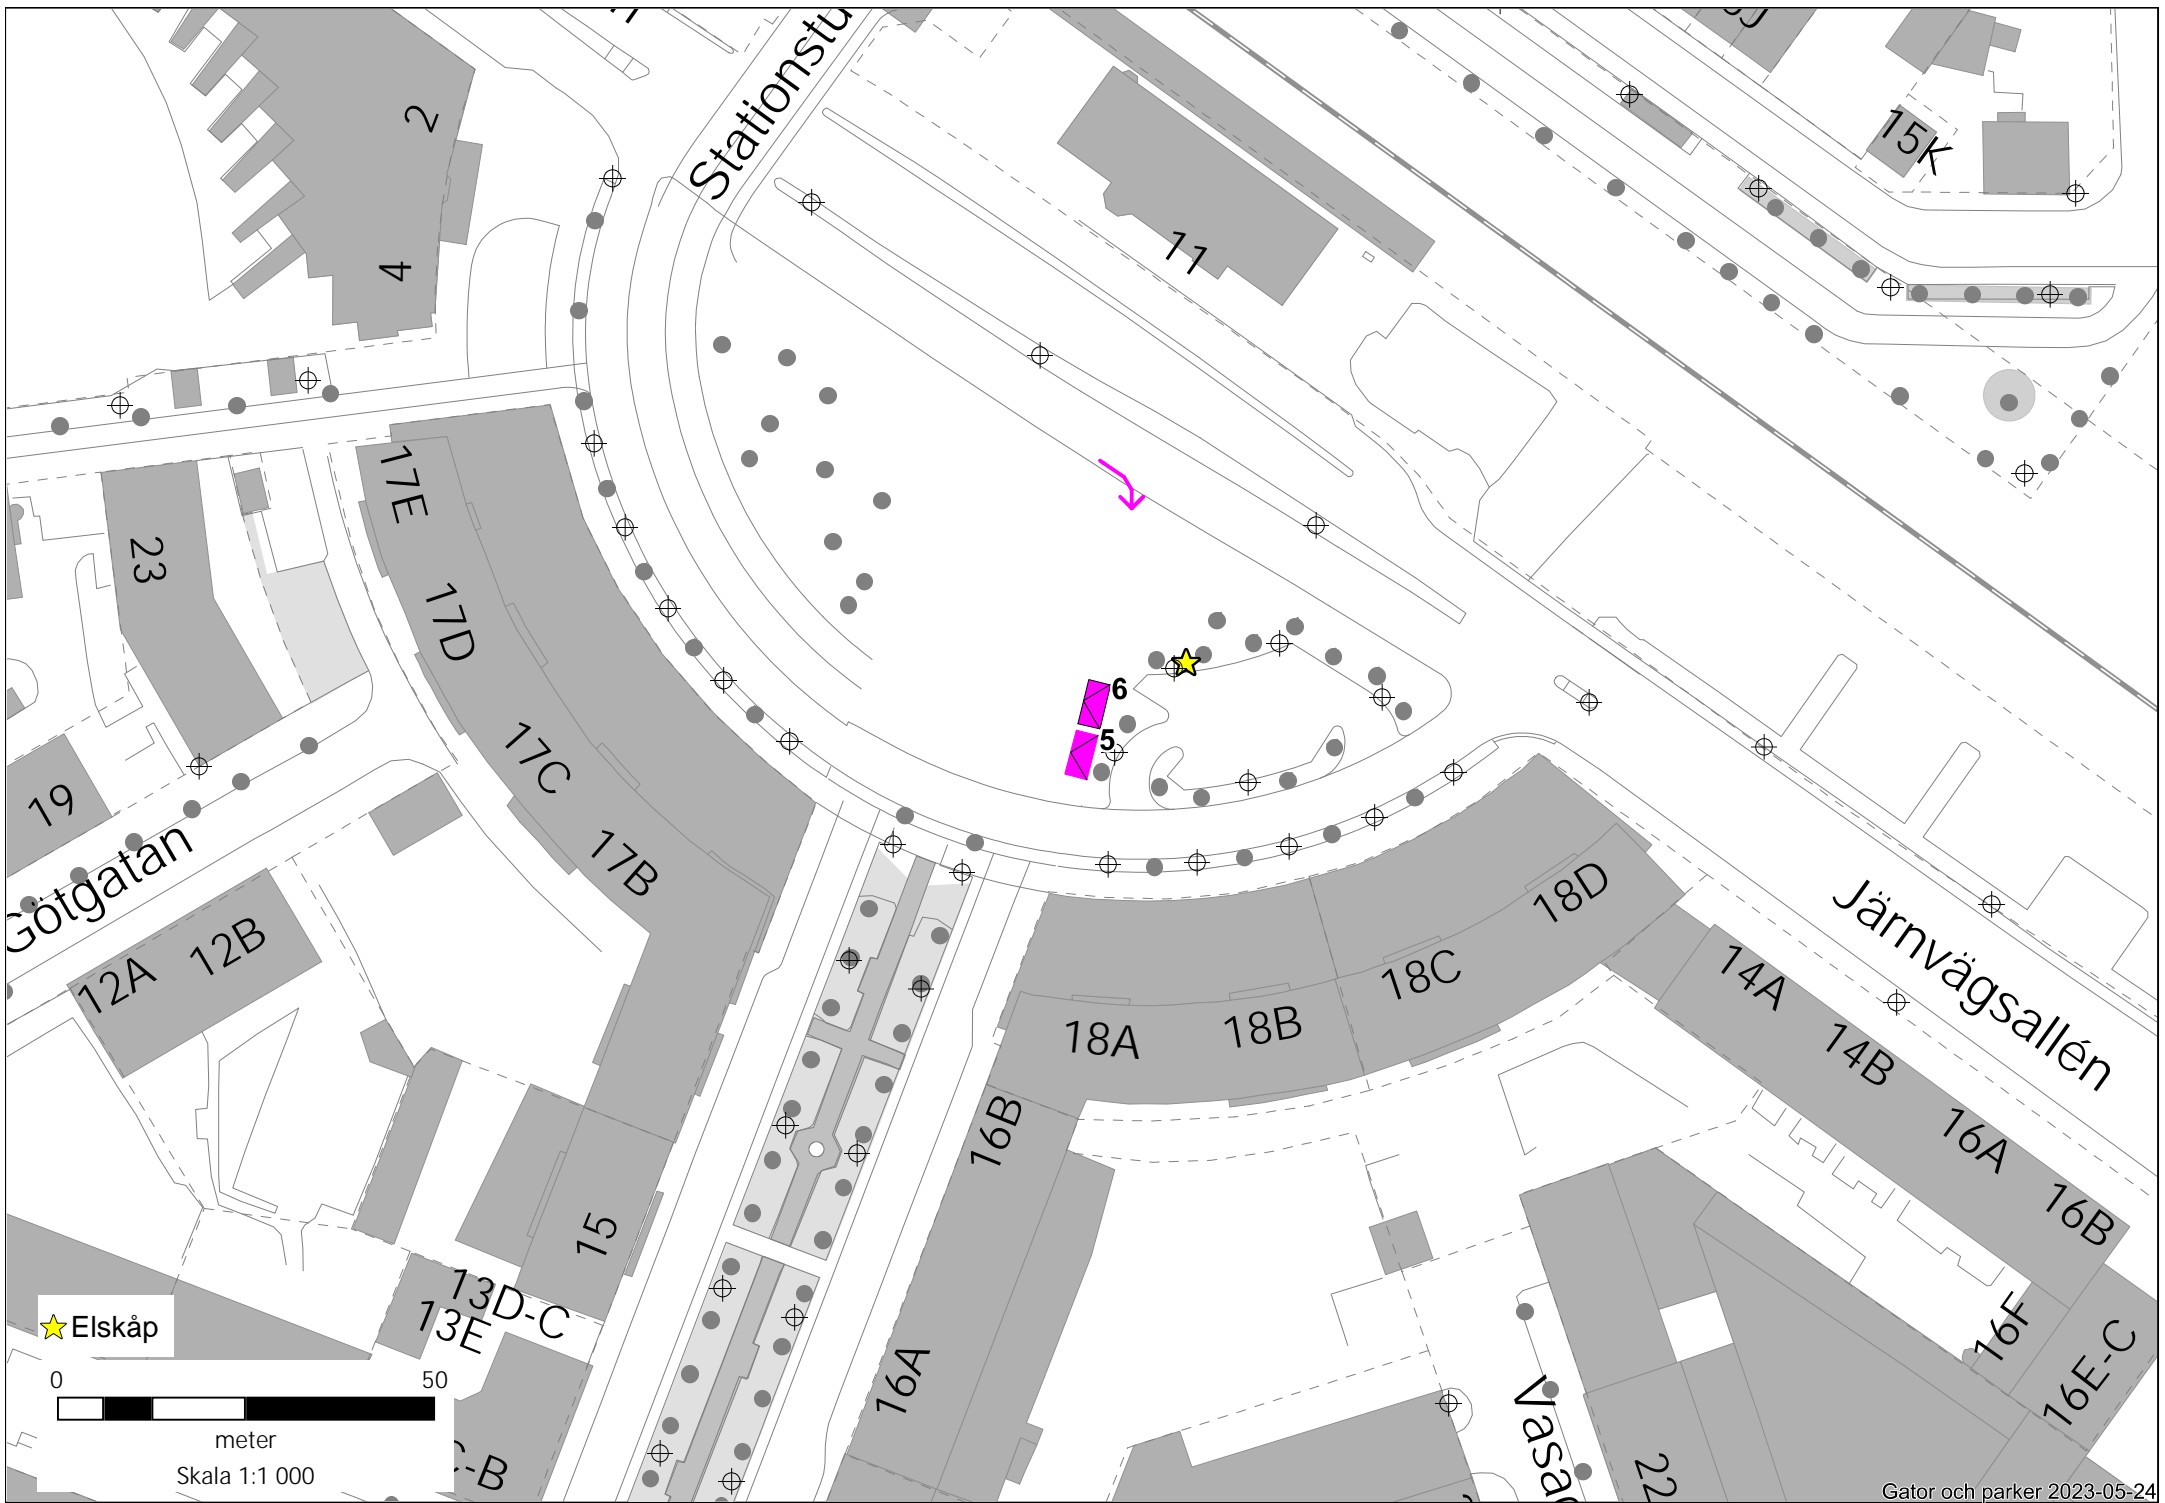 2
4
11
15K
17E
17D
17C
17B
23
19
Götgatan
12A
12B
6
5
18A
18B
18C
18D
14A
14B
16A
16B
Järnvägsallén
16B
16A
15
13D-C
13E
16F
16E-C
22
Elskåp
0
50
meter
Skala 1:1 000
Gator och parker 2023-05-24